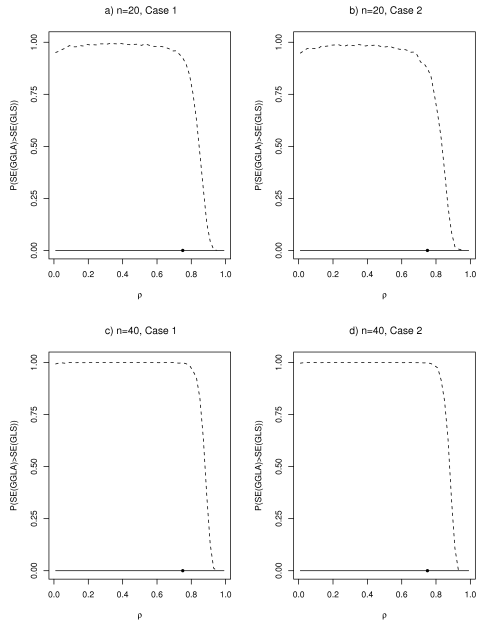 a) n=20, Case 1
P(SE(GGLA)>SE(GLS))
1.00
0.75
0.50
0.25
0.00
0.0 0.2 0.4 0.6 0.8 1.0
ρ
b) n=20, Case 2
P(SE(GGLA)>SE(GLS))
1.00
0.75
0.50
0.25
0.00
0.0 0.2 0.4 0.6 0.8 1.0
ρ
c) n=40, Case 1
P(SE(GGLA)>SE(GLS))
1.00
0.75
0.50
0.25
0.00
0.0 0.2 0.4 0.6 0.8 1.0
ρ
d) n=40, Case 2
P(SE(GGLA)>SE(GLS))
1.00
0.75
0.50
0.25
0.00
0.0 0.2 0.4 0.6 0.8 1.0
ρ